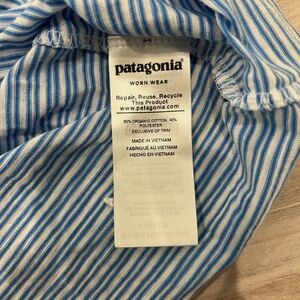 patagonia®
WORN WEAR
Repair, Reuse, Recycle
This Product
www.patagonia.com
60% ORGANIC COTTON, 40%
POLYESTER
EXCLUSIVE OF TRIM
MADE IN VIETNAM
FABRIQUÉ AU VIETNAM
HECHO EN VIETNAM